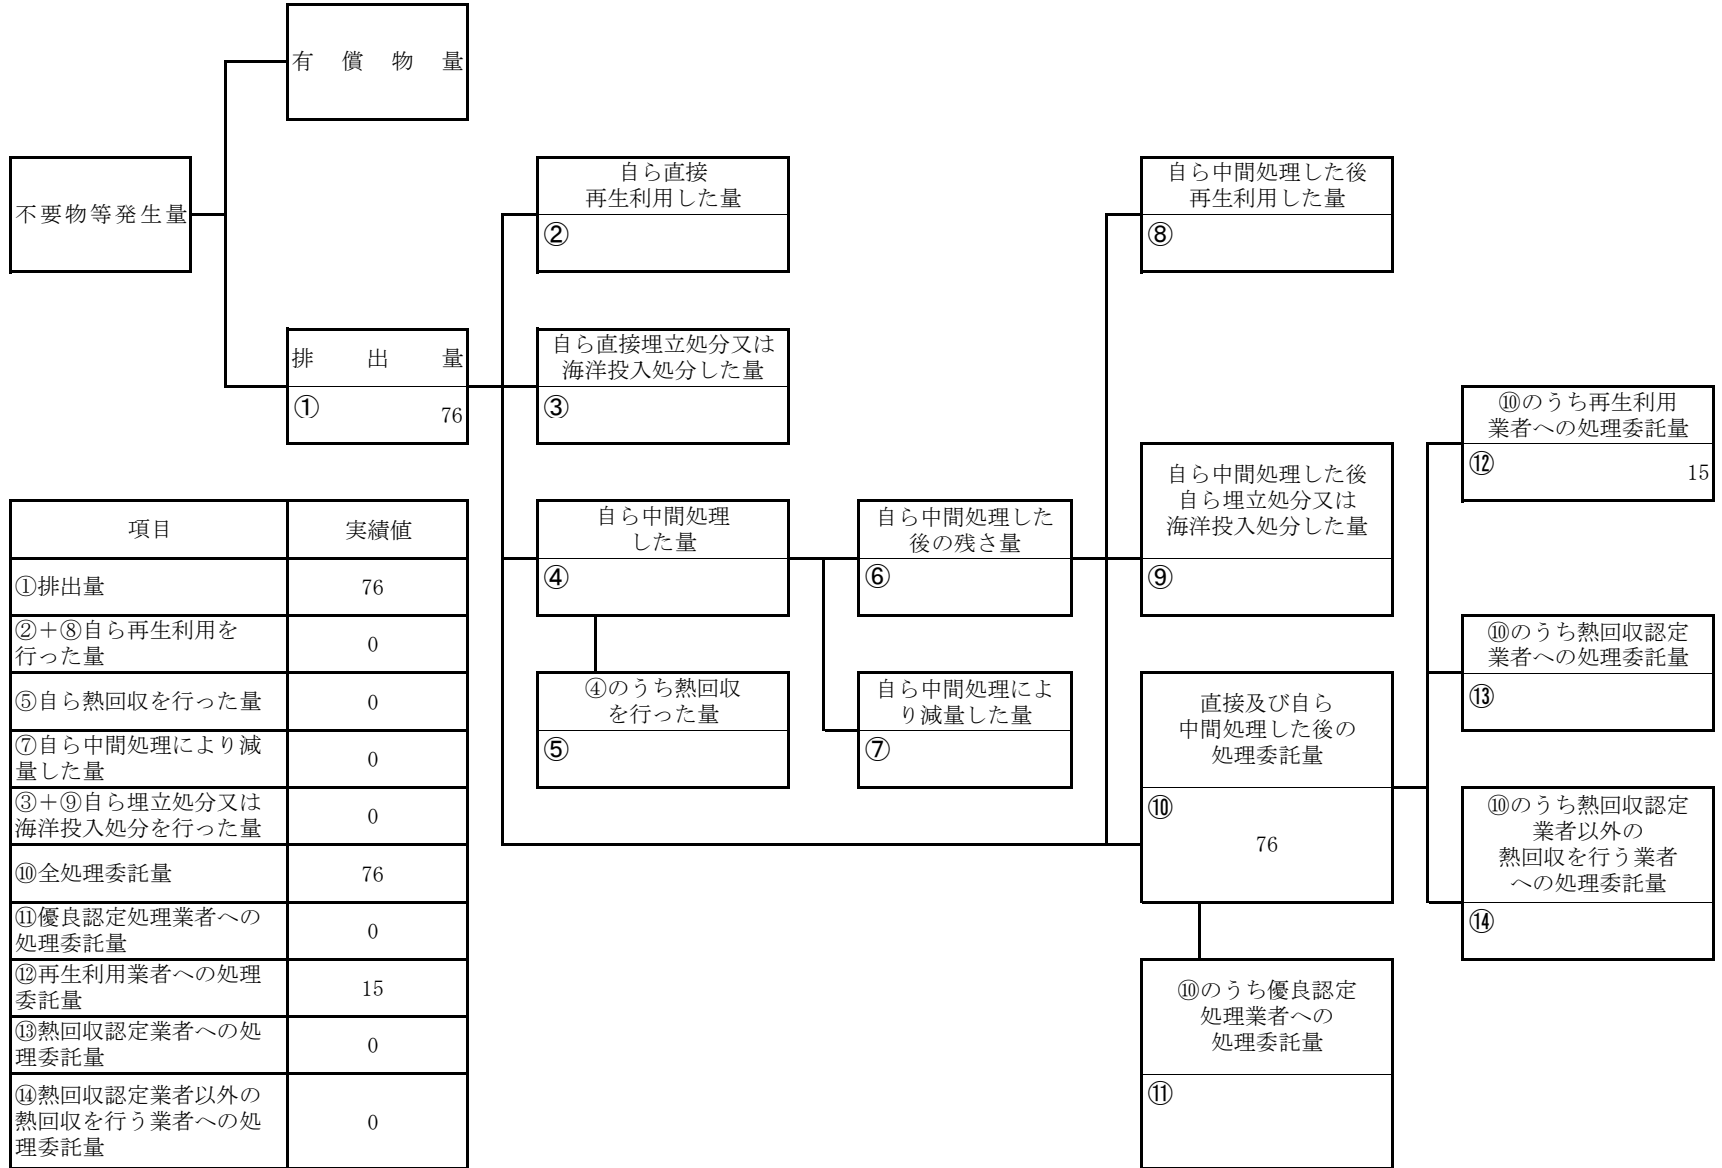 有償物量
不要物等発生量
自ら直接
再生利用した量
②
自ら中間処理した後
再生利用した量
⑧
排出量
① 76
自ら直接埋立処分又は
海洋投入処分した量
③
⑩のうち再生利用
業者への処理委託量
⑫ 15
自ら中間処理
した量
④
自ら中間処理した
後の残さ量
⑥
自ら中間処理した後
自ら埋立処分又は
海洋投入処分した量
⑨
⑩のうち熱回収認定
業者への処理委託量
⑬
④のうち熱回収
を行った量
⑤
自ら中間処理によ
り減量した量
⑦
直接及び自ら
中間処理した後の
処理委託量
⑩
76
⑩のうち熱回収認定
業者以外の
熱回収を行う業者
への処理委託量
⑭
⑩のうち優良認定
処理業者への
処理委託量
⑪
項目 実績値
①排出量 76
②＋⑧自ら再生利用を
行った量 0
⑤自ら熱回収を行った量 0
⑦自ら中間処理により減
量した量 0
③＋⑨自ら埋立処分又は
海洋投入処分を行った量 0
⑩全処理委託量 76
⑪優良認定処理業者への
処理委託量 0
⑫再生利用業者への処理
委託量 15
⑬熱回収認定業者への処
理委託量 0
⑭熱回収認定業者以外の
熱回収を行う業者への処
理委託量 0